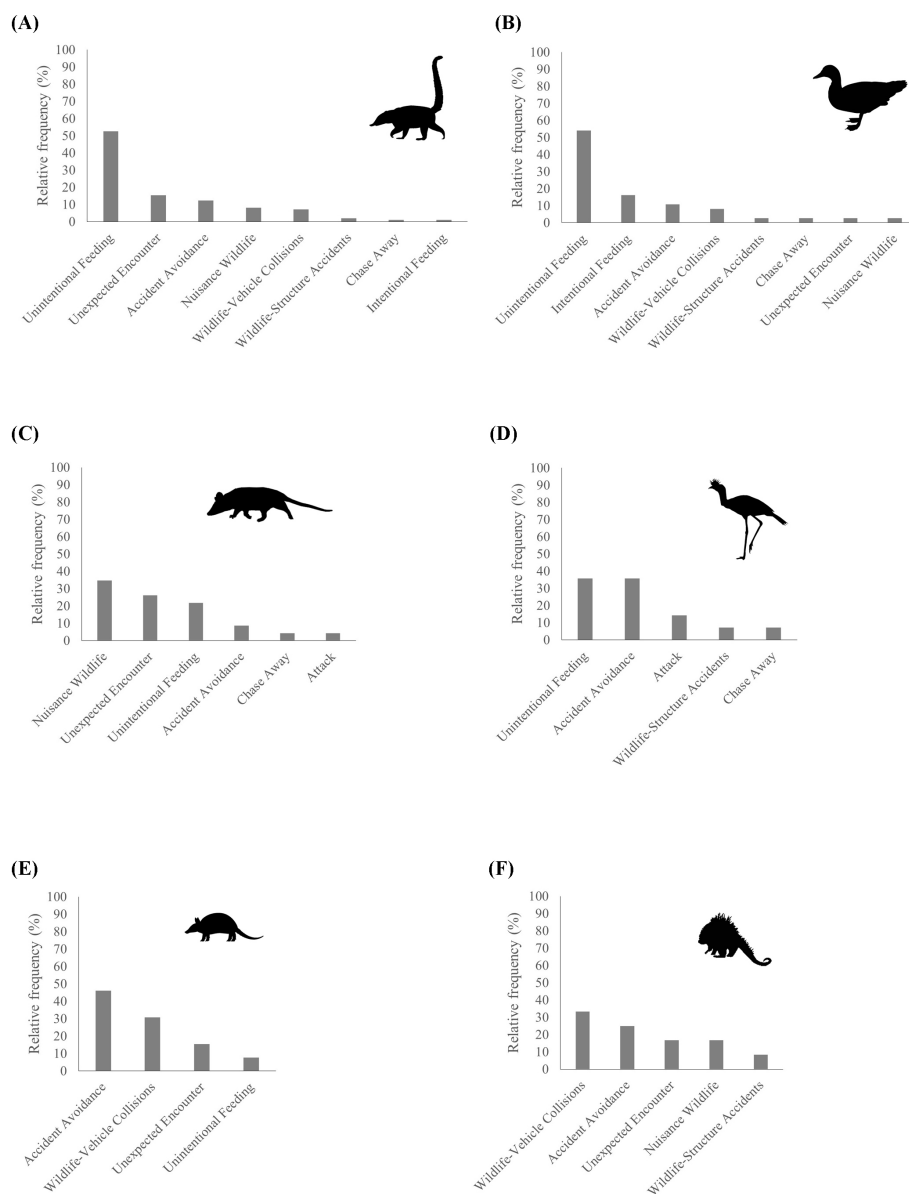 (A)
Relative frequency (%)
100
90
80
70
60
50
40
30
20
10
0
Unintentional Feeding
Unexpected Encounter
Accident Avoidance
Nuisance Wildlife
Wildlife-Vehicle Collisions
Wildlife-Structure Accidents
Chase Away
Intentional Feeding
(B)
Relative frequency (%)
100
90
80
70
60
50
40
30
20
10
0
Unintentional Feeding
Intentional Feeding
Accident Avoidance
Wildlife-Vehicle Collisions
Wildlife-Structure Accidents
Chase Away
Unexpected Encounter
Nuisance Wildlife
(C)
Relative frequency (%)
100
90
80
70
60
50
40
30
20
10
0
Nuisance Wildlife
Unexpected Encounter
Unintentional Feeding
Accident Avoidance
Chase Away
Attack
(D)
Relative frequency (%)
100
90
80
70
60
50
40
30
20
10
0
Unintentional Feeding
Accident Avoidance
Attack
Wildlife-Structure Accidents
Chase Away
(E)
Relative frequency (%)
100
90
80
70
60
50
40
30
20
10
0
Accident Avoidance
Wildlife-Vehicle Collisions
Unexpected Encounter
Unintentional Feeding
(F)
Relative frequency (%)
100
90
80
70
60
50
40
30
20
10
0
Wildlife-Vehicle Collisions
Accident Avoidance
Unexpected Encounter
Nuisance Wildlife
Wildlife-Structure Accidents